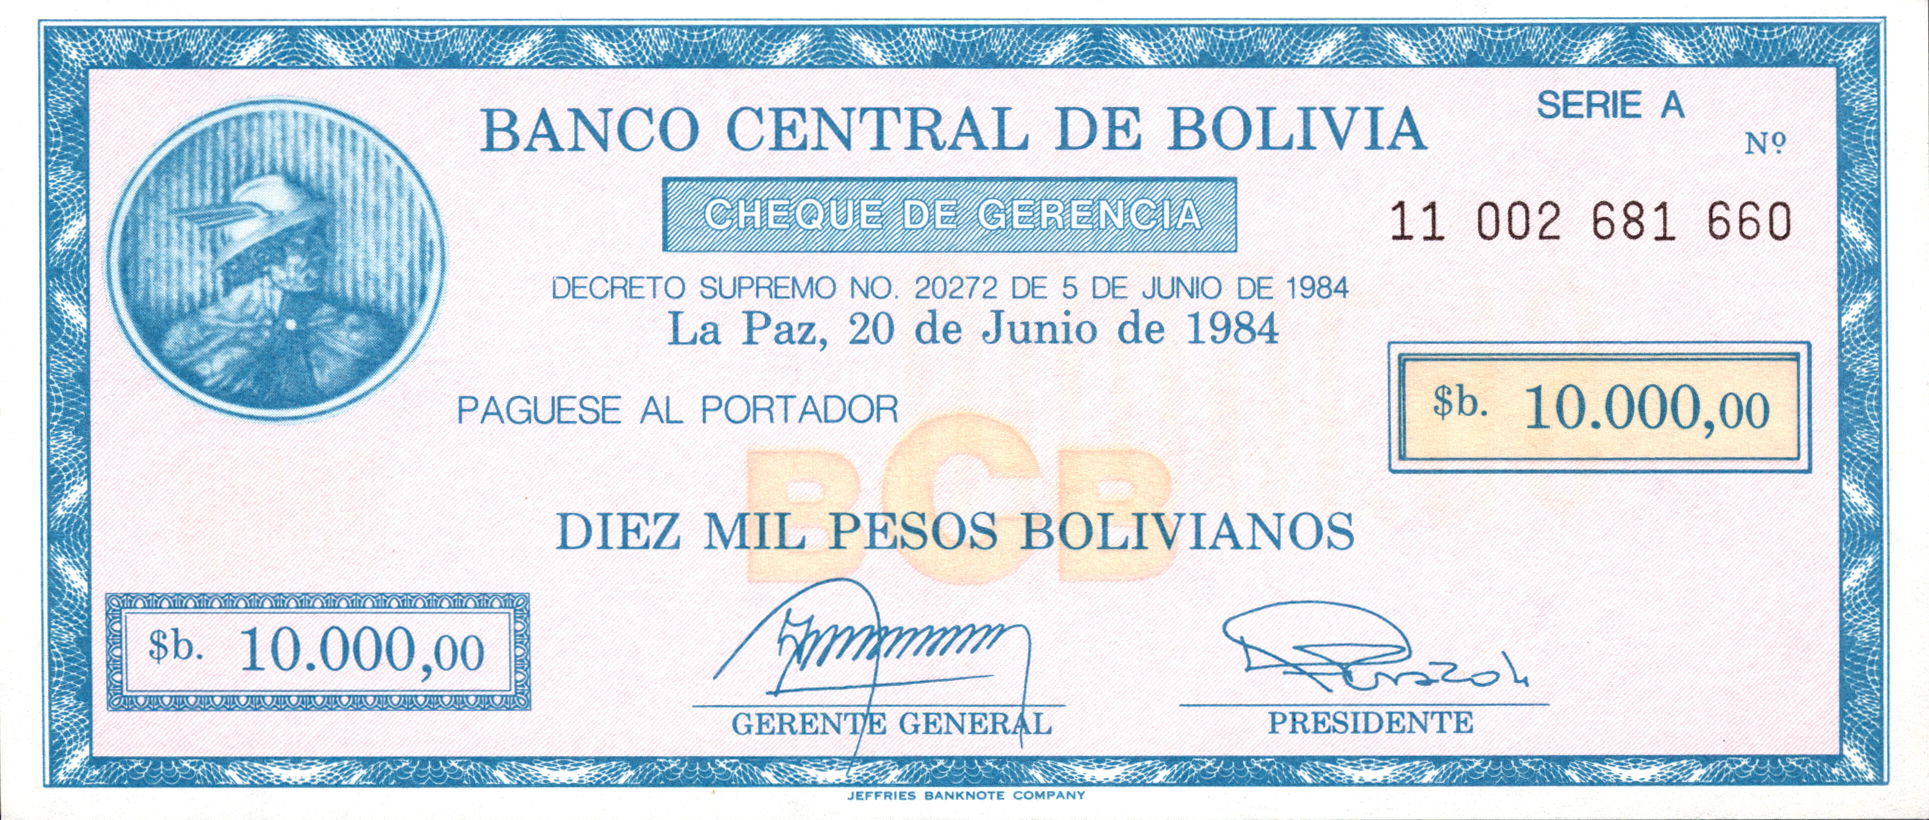 BANCO CENTRAL DE BOLIVIA
SERIE A
Nº
CHEQUE DE GERENCIA
11 002 681 660
DECRETO SUPREMO NO. 20272 DE 5 DE JUNIO DE 1984
La Paz, 20 de Junio de 1984
PAGUESE AL PORTADOR
$b. 10.000,00
BCB
DIEZ MIL PESOS BOLIVIANOS
$b. 10.000,00
GERENTE GENERAL
PRESIDENTE
JEFFRIES BANKNOTE COMPANY